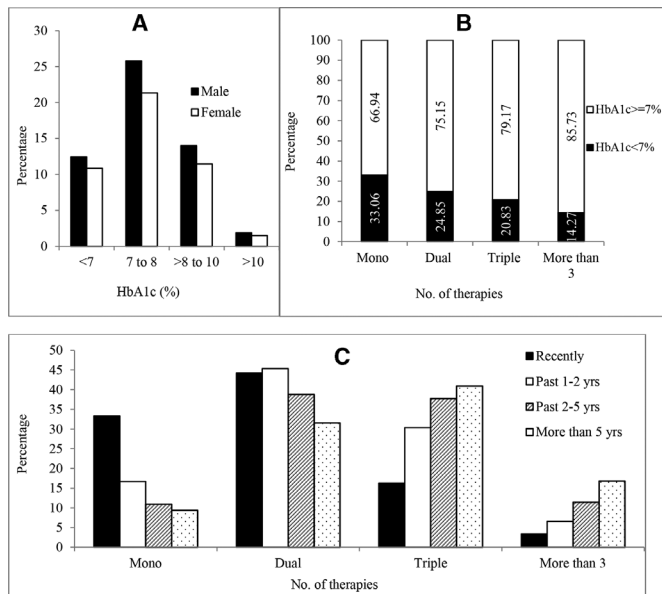 A
30
25
20
15
10
5
0
Percentage
Male
Female
<7
7 to 8
>8 to 10
>10
HbA1c (%)
B
100
90
80
70
60
50
40
30
20
10
0
Percentage
66.94
75.15
79.17
85.73
33.06
24.85
20.83
14.27
HbA1c>=7%
HbA1c<7%
Mono
Dual
Triple
More than
3
No. of therapies
C
50
45
40
35
30
25
20
15
10
5
0
Percentage
Recently
Past 1-2 yrs
Past 2-5 yrs
More than 5 yrs
Mono
Dual
Triple
More than 3
No. of therapies